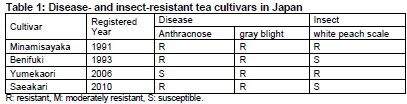 Table 1: Disease- and insect-resistant tea cultivars in Japan
Cultivar Registered Year Disease Insect
Anthracnose gray blight white peach scale
Minamisayaka 1991 R R R
Benifuki 1993 R R S
Yumekaori 2006 S R R
Saeakari 2010 R R S
R: resistant, M: moderately resistant, S: susceptible.